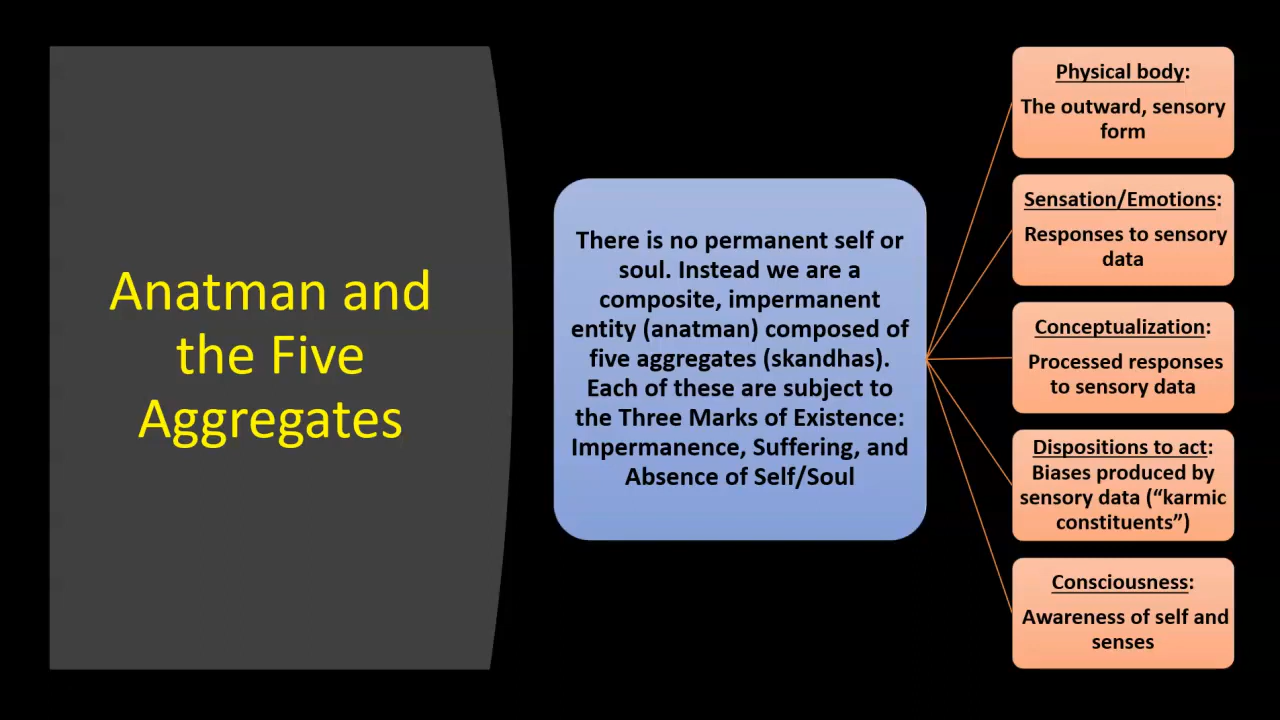 Anatman and
the Five
Aggregates
There is no permanent self or
soul. Instead we are a
composite, impermanent
entity (anatman) composed of
five aggregates (skandhas).
Each of these are subject to
the Three Marks of Existence:
Impermanence, Suffering, and
Absence of Self/Soul
Physical body:
The outward, sensory
form
Sensation/Emotions:
Responses to sensory
data
Conceptualization:
Processed responses
to sensory data
Dispositions to act:
Biases produced by
sensory data (“karmic
constituents”)
Consciousness:
Awareness of self and
senses